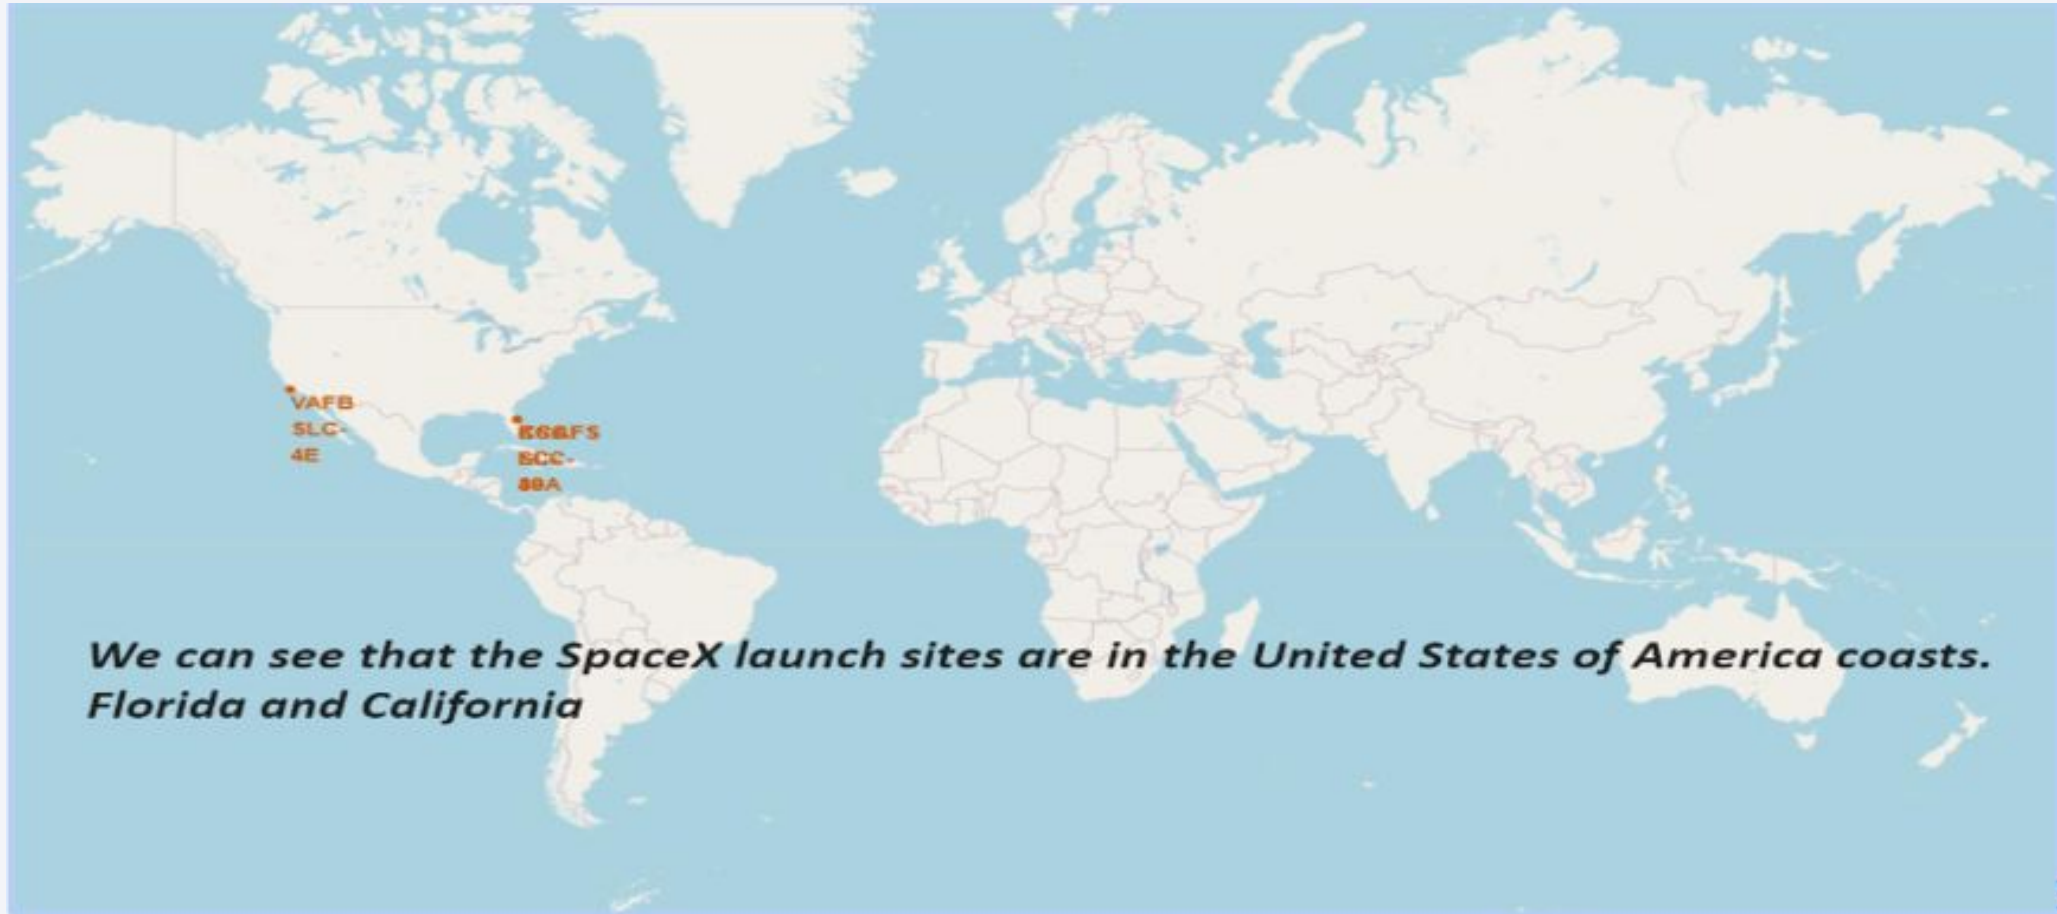 VAFB
SLC-
4E
We can see that the SpaceX launch sites are in the United States of America coasts.
Florida and California